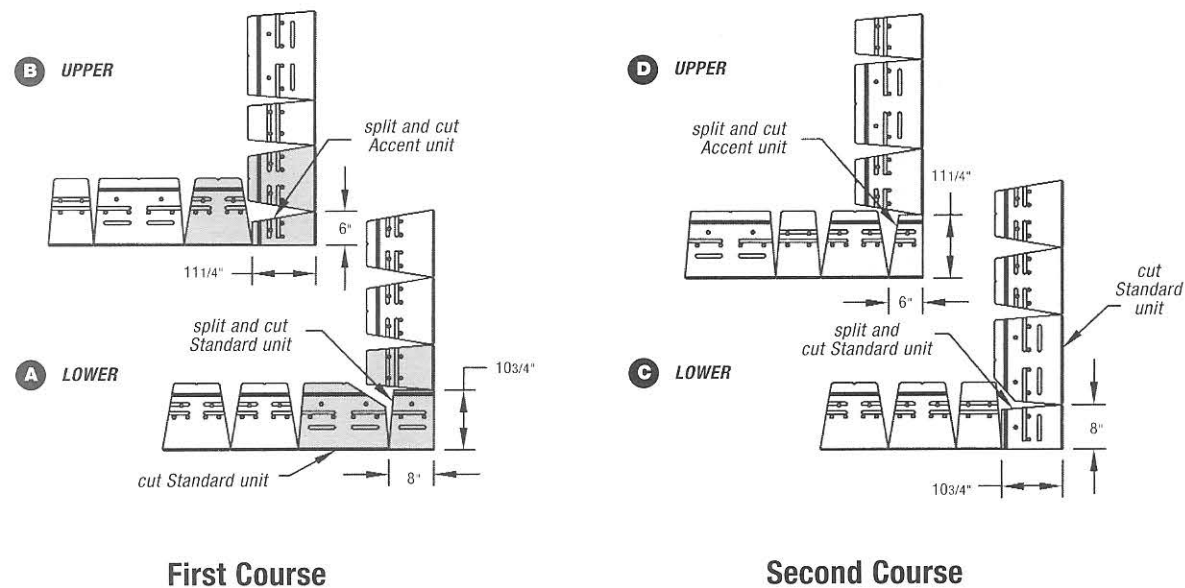 B UPPER
split and cut
Accent unit
6"
11 1/4"
split and cut
Standard unit
A LOWER
10 3/4"
cut Standard unit
8"
First Course
D UPPER
split and cut
Accent unit
11 1/4"
6"
cut
Standard
unit
split and
cut Standard unit
C LOWER
8"
10 3/4"
Second Course